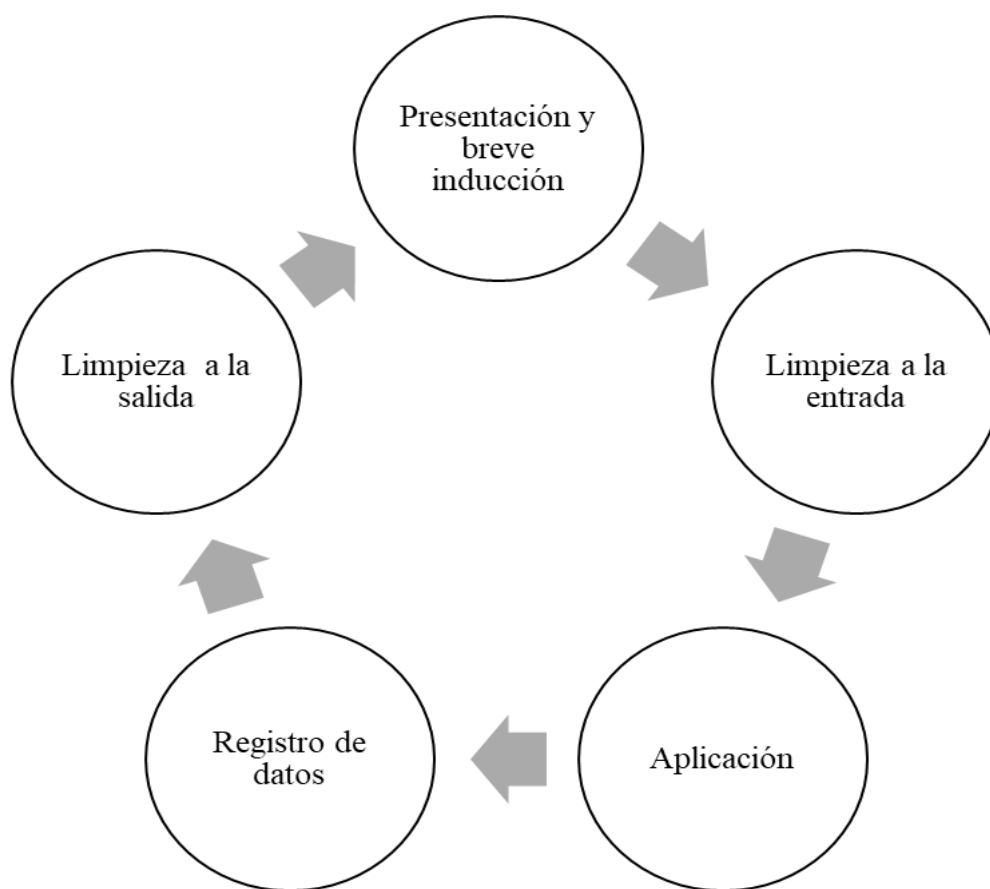 Presentación y
breve
inducción
Limpieza a la
entrada
Aplicación
Registro de
datos
Limpieza a la
salida